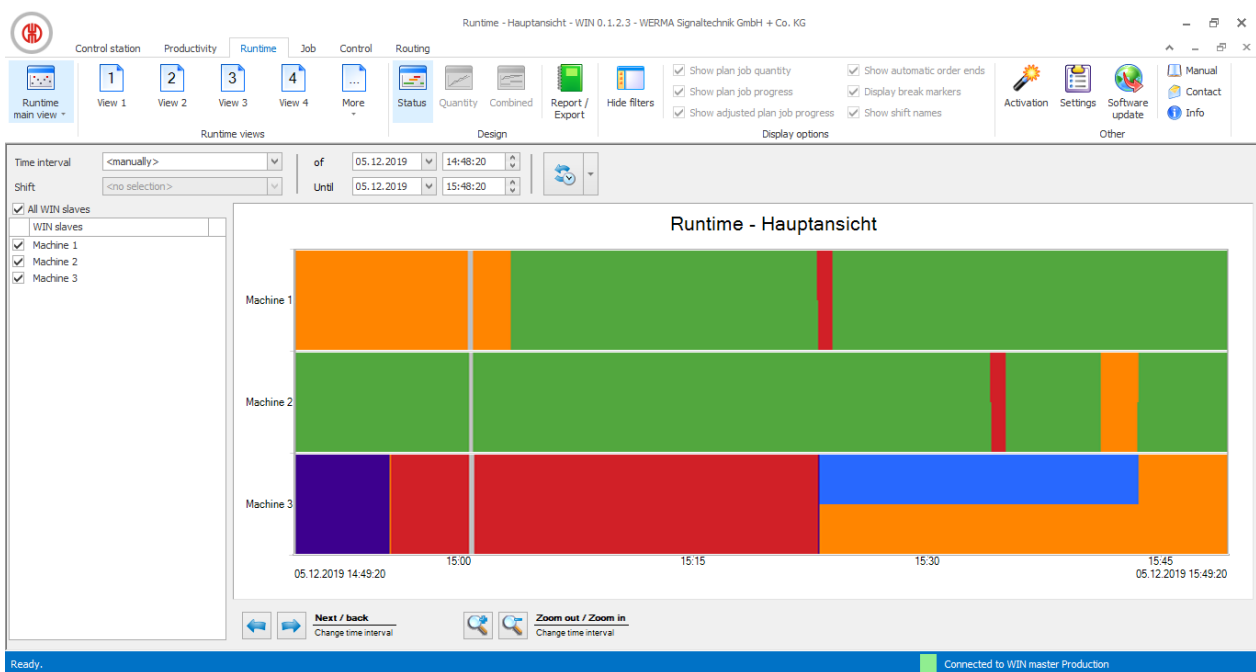 Runtime - Hauptansicht - WIN 0.1.2.3 - WERMA Signaltechnik GmbH + Co. KG
Control station Productivity Runtime Job Control Routing
Runtime main view
1 View 1
2 View 2
3 View 3
4 View 4
... More
Runtime views
Status Quantity Combined
Design
Report / Export
Hide filters
Show plan job quantity
Show plan job progress
Show adjusted plan job progress
Show automatic order ends
Display break markers
Show shift names
Display options
Activation Settings Software update
Manual
Contact
Info
Other
Time interval <manually> of 05.12.2019 14:48:20
Shift <no selection> Until 05.12.2019 15:48:20
All WIN slaves
WIN slaves
Machine 1
Machine 2
Machine 3
Runtime - Hauptansicht
Machine 1
Machine 2
Machine 3
15:00 15:15 15:30 15:45
05.12.2019 14:49:20 05.12.2019 15:49:20
Next / back
Change time interval
Zoom out / Zoom in
Change time interval
Ready. Connected to WIN master Production